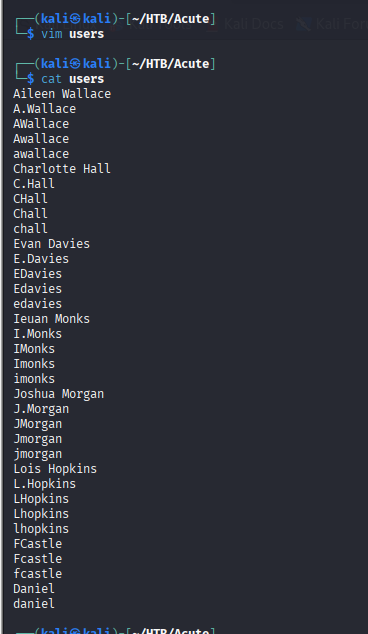 ┌──(kali㉿kali)-[~/HTB/Acute]
└─$ vim users
┌──(kali㉿kali)-[~/HTB/Acute]
└─$ cat users
Aileen Wallace
A.Wallace
AWallace
Awallace
awallace
Charlotte Hall
C.Hall
CHall
Chall
chall
Evan Davies
E.Davies
EDavies
Edavies
edavies
Ieuan Monks
I.Monks
IMonks
Imonks
imonks
Joshua Morgan
J.Morgan
JMorgan
Jmorgan
jmorgan
Lois Hopkins
L.Hopkins
LHopkins
Lhopkins
lhopkins
FCastle
Fcastle
fcastle
Daniel
daniel
┌──(kali㉿kali)-[~/HTB/Acute]